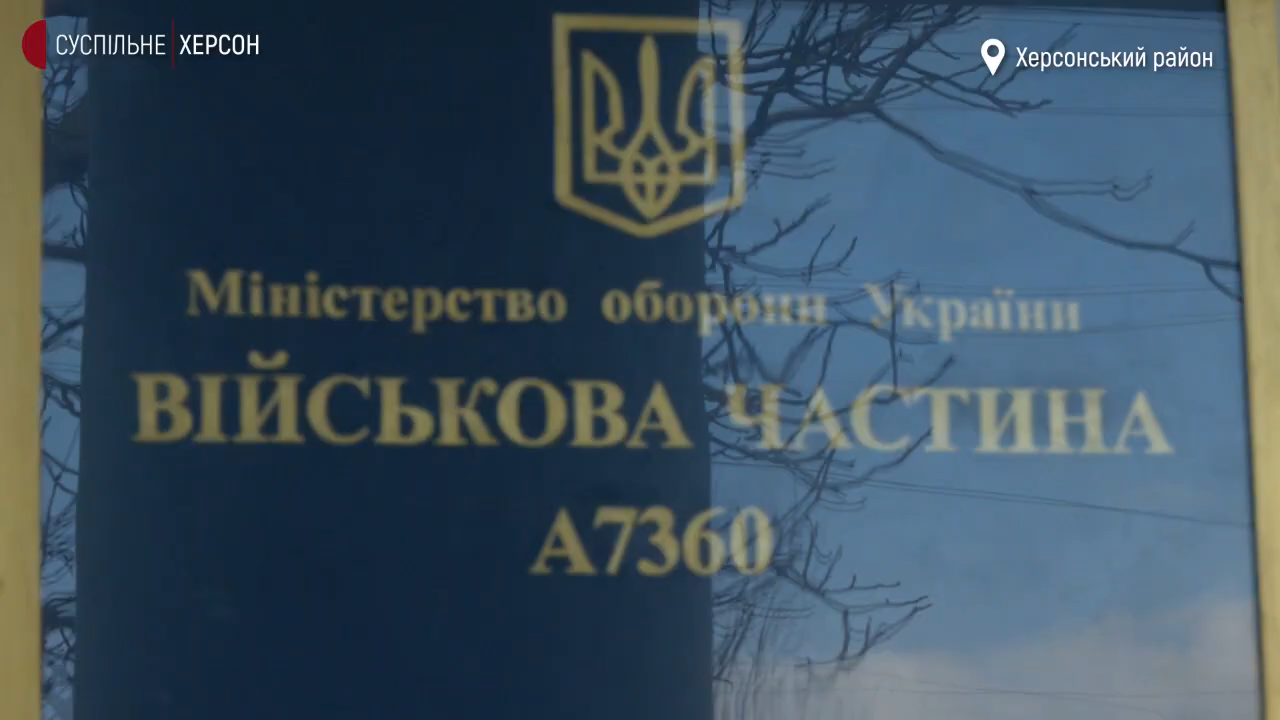 СУСПІЛЬНЕ ХЕРСОН
Херсонський район
Міністерство оборони України
ВІЙСЬКОВА ЧАСТИНА
А7360